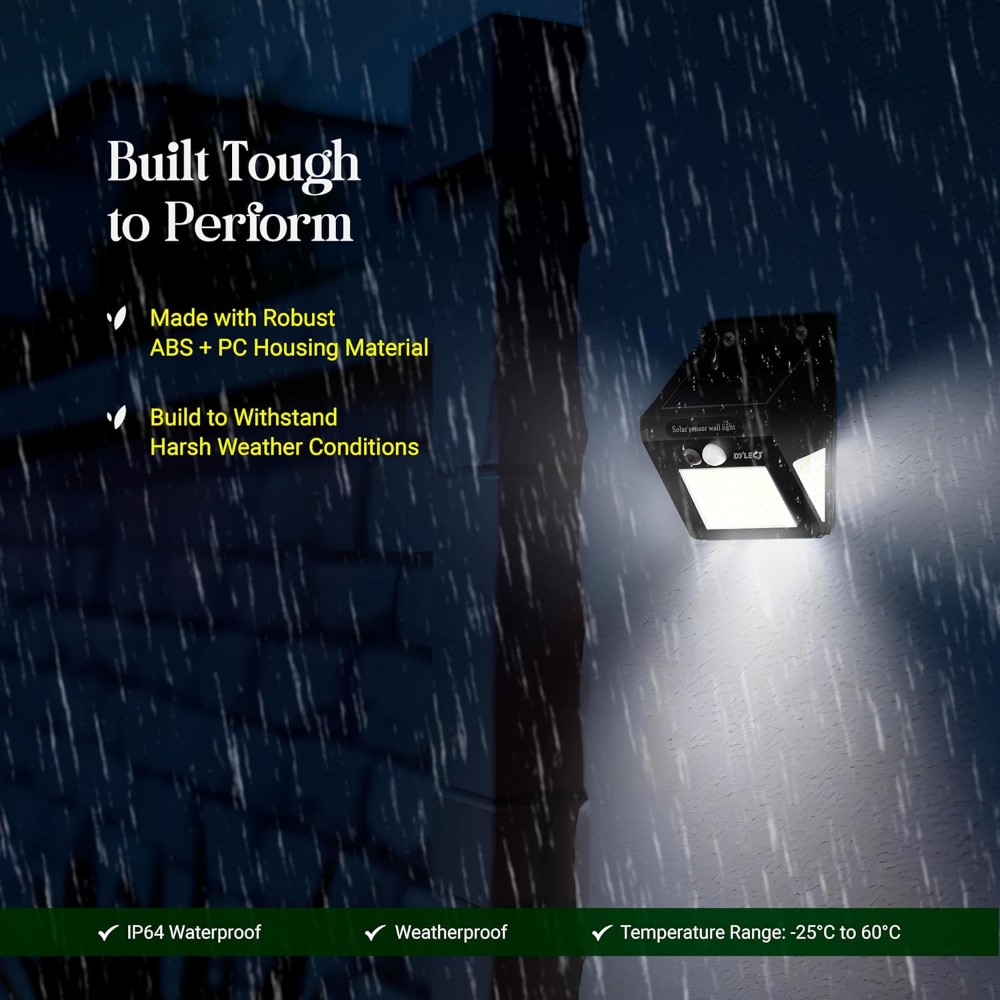 Built Tough
to Perform
Made with Robust
ABS + PC Housing Material
Build to Withstand
Harsh Weather Conditions
Solar sensor wall light
DYLECT
IP64 Waterproof
Weatherproof
Temperature Range: -25°C to 60°C